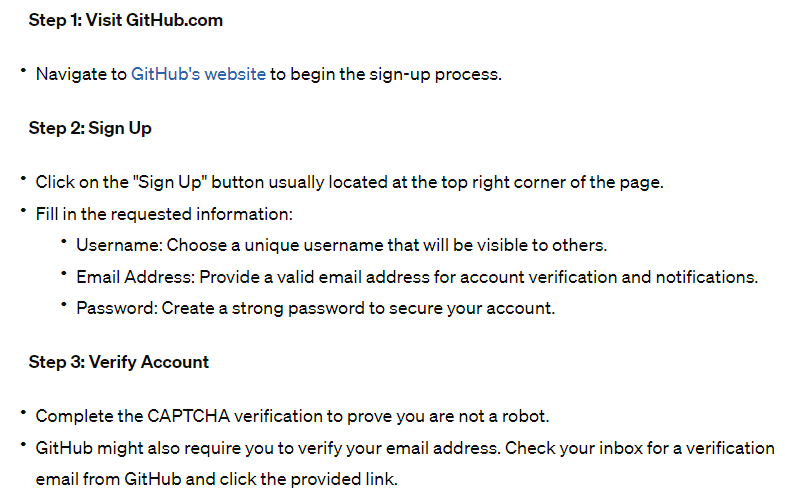 Step 1: Visit GitHub.com
• Navigate to GitHub's website to begin the sign-up process.
Step 2: Sign Up
• Click on the "Sign Up" button usually located at the top right corner of the page.
• Fill in the requested information:
• Username: Choose a unique username that will be visible to others.
• Email Address: Provide a valid email address for account verification and notifications.
• Password: Create a strong password to secure your account.
Step 3: Verify Account
• Complete the CAPTCHA verification to prove you are not a robot.
• GitHub might also require you to verify your email address. Check your inbox for a verification
email from GitHub and click the provided link.